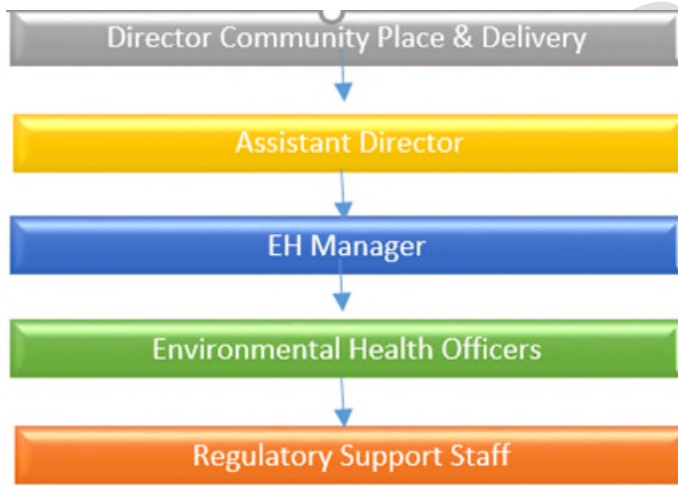 Director Community Place & Delivery
Assistant Director
EH Manager
Environmental Health Officers
Regulatory Support Staff